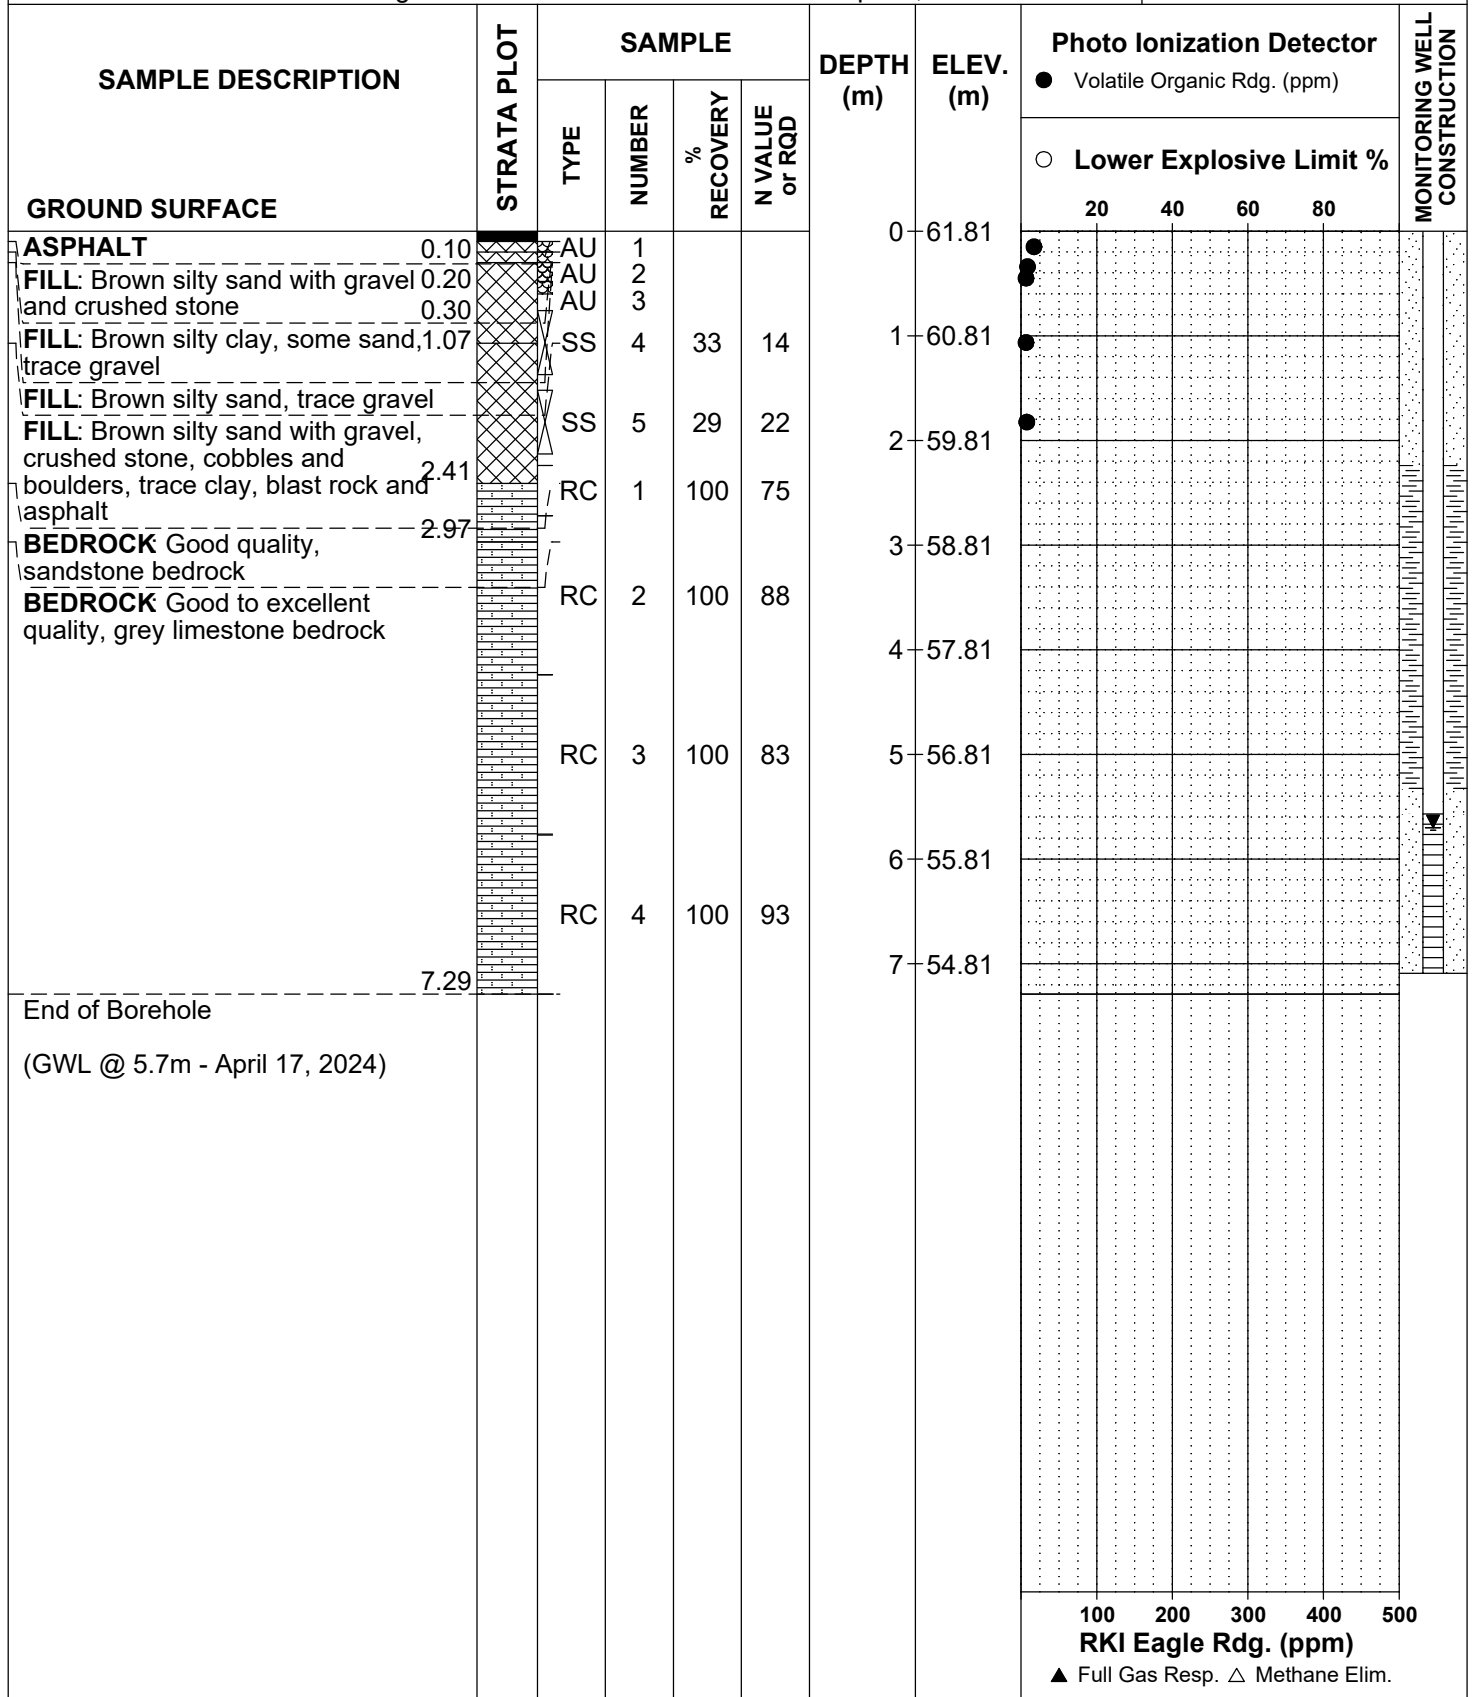 SAMPLE DESCRIPTION
GROUND SURFACE
STRATA PLOT
SAMPLE
TYPE
NUMBER
%
RECOVERY
N VALUE
or RQD
DEPTH
(m)
ELEV.
(m)
Photo Ionization Detector
● Volatile Organic Rdg. (ppm)
○ Lower Explosive Limit %
20 40 60 80
MONITORING WELL
CONSTRUCTION
ASPHALT 0.10
FILL: Brown silty sand with gravel 0.20
and crushed stone 0.30
FILL: Brown silty clay, some sand, 1.07
trace gravel
FILL: Brown silty sand, trace gravel
FILL: Brown silty sand with gravel,
crushed stone, cobbles and
boulders, trace clay, blast rock and 2.41
asphalt
2.97
BEDROCK: Good quality,
sandstone bedrock
BEDROCK: Good to excellent
quality, grey limestone bedrock
7.29
End of Borehole
(GWL @ 5.7m - April 17, 2024)
AU 1
AU 2
AU 3
SS 4 33 14
SS 5 29 22
RC 1 100 75
RC 2 100 88
RC 3 100 83
RC 4 100 93
0 61.81
1 60.81
2 59.81
3 58.81
4 57.81
5 56.81
6 55.81
7 54.81
100 200 300 400 500
RKI Eagle Rdg. (ppm)
▲ Full Gas Resp. △ Methane Elim.